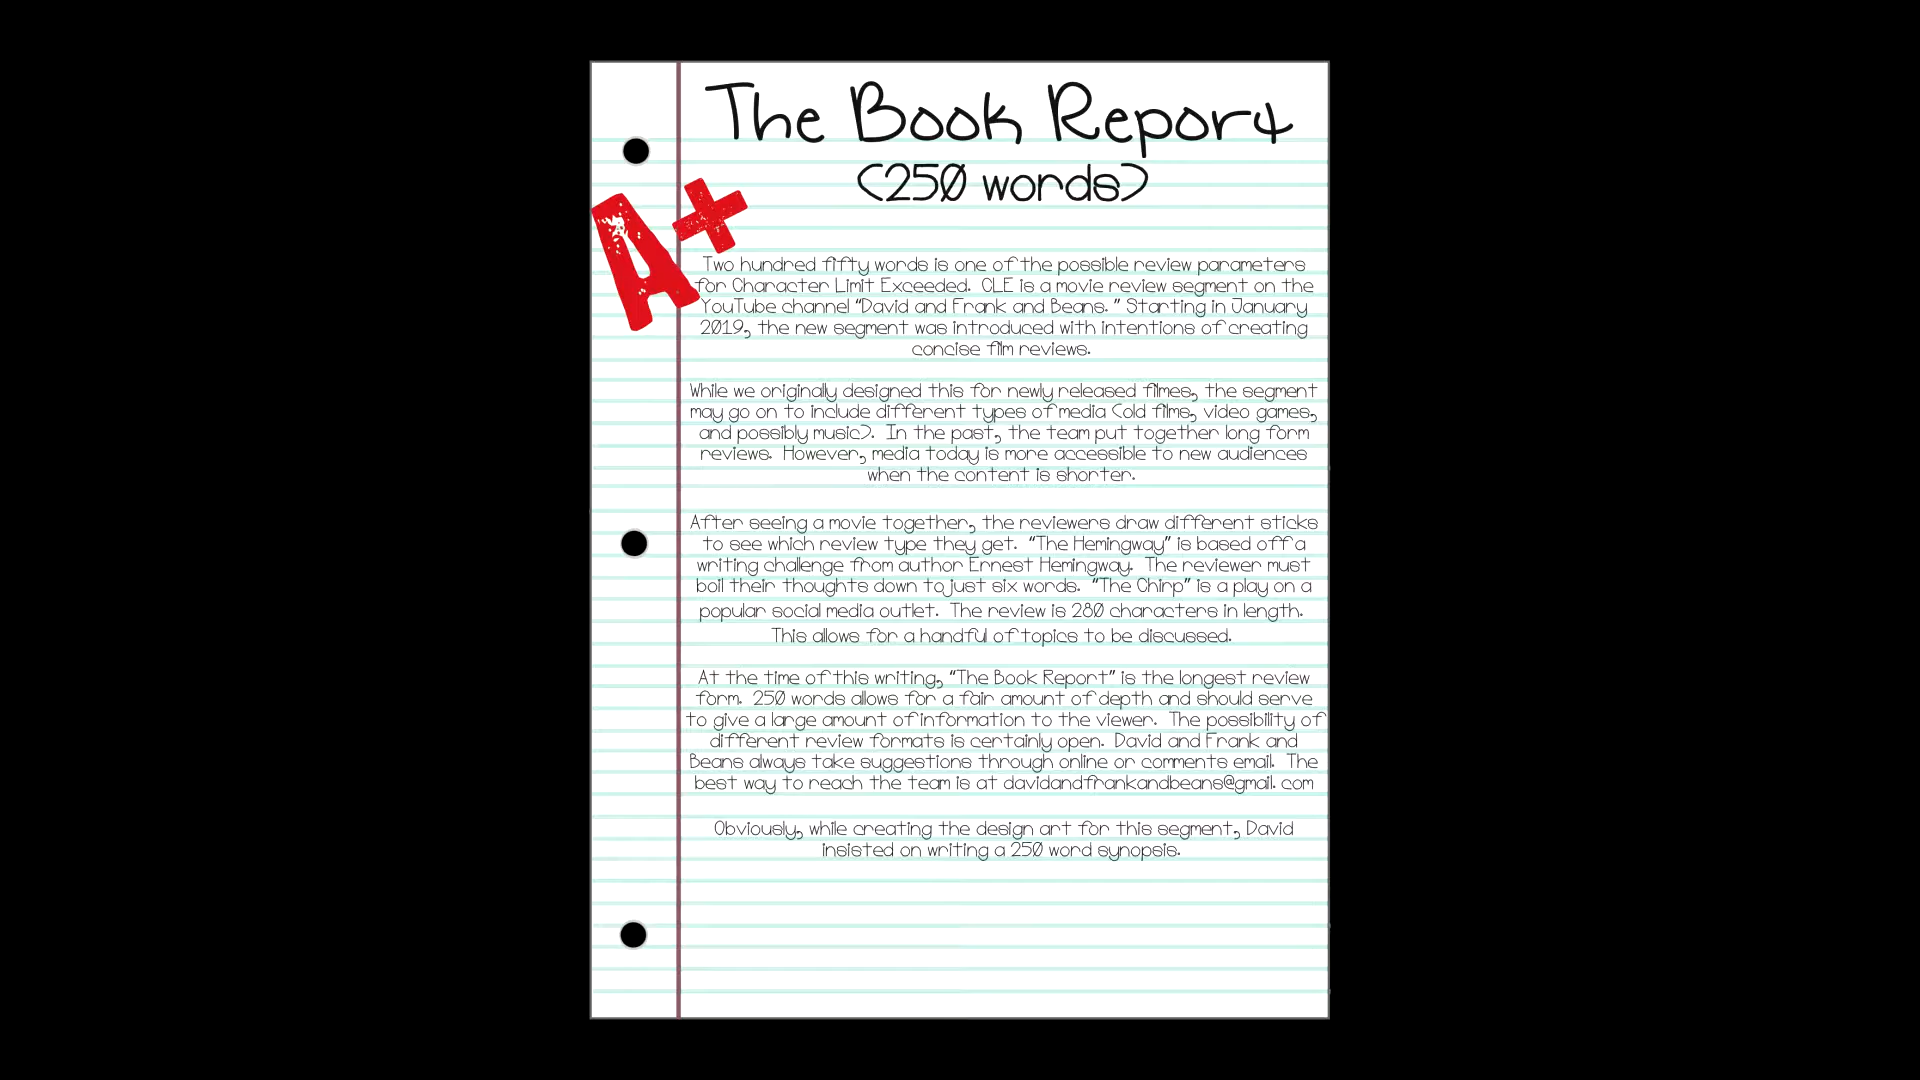 The Book Report
(250 words)
A+
Two hundred fifty words is one of the possible review parameters
for Character Limit Exceeded. CLE is a movie review segment on the
YouTube channel “David and Frank and Beans.” Starting in January
2019, the new segment was introduced with intentions of creating
concise film reviews.
While we originally designed this for newly released filmes, the segment
may go on to include different types of media (old films, video games,
and possibly music). In the past, the team put together long form
reviews. However, media today is more accessible to new audiences
when the content is shorter.
After seeing a movie together, the reviewers draw different sticks
to see which review type they get. “The Hemingway” is based off a
writing challenge from author Ernest Hemingway. The reviewer must
boil their thoughts down to just six words. “The Chirp” is a play on a
popular social media outlet. The review is 280 characters in length.
This allows for a handful of topics to be discussed.
At the time of this writing, “The Book Report” is the longest review
form. 250 words allows for a fair amount of depth and should serve
to give a large amount of information to the viewer. The possibility of
different review formats is certainly open. David and Frank and
Beans always take suggestions through online or comments email. The
best way to reach the team is at davidandfrankandbeans@gmail.com
Obviously, while creating the design art for this segment, David
insisted on writing a 250 word synopsis.